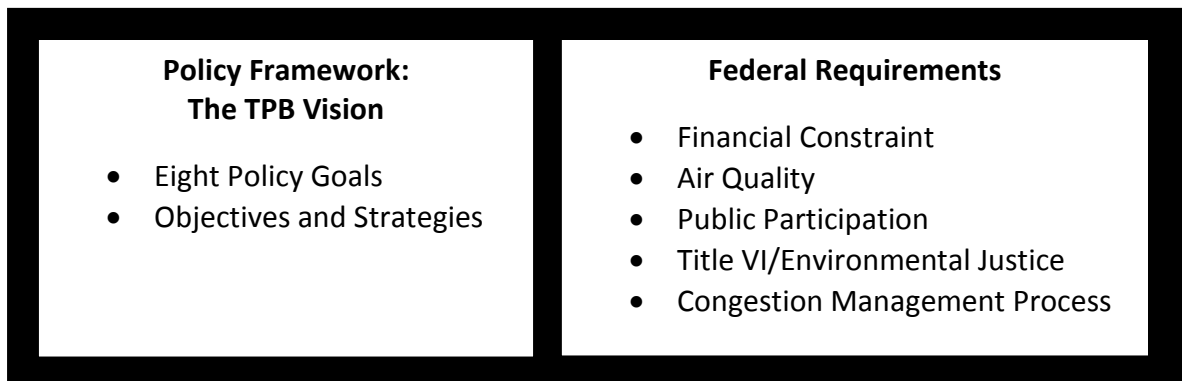 Policy Framework:
The TPB Vision
• Eight Policy Goals
• Objectives and Strategies
Federal Requirements
• Financial Constraint
• Air Quality
• Public Participation
• Title VI/Environmental Justice
• Congestion Management Process